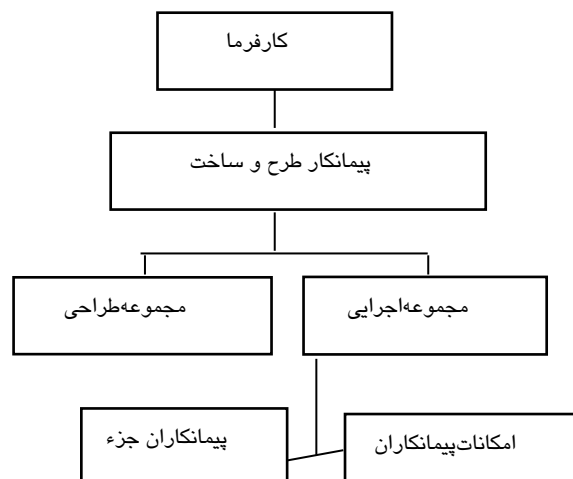 کارفرما
پیمانکار طرح و ساخت
مجموعه‌اجرایی
مجموعه‌طراحی
امکانات‌پیمانکاران
پیمانکاران جزء